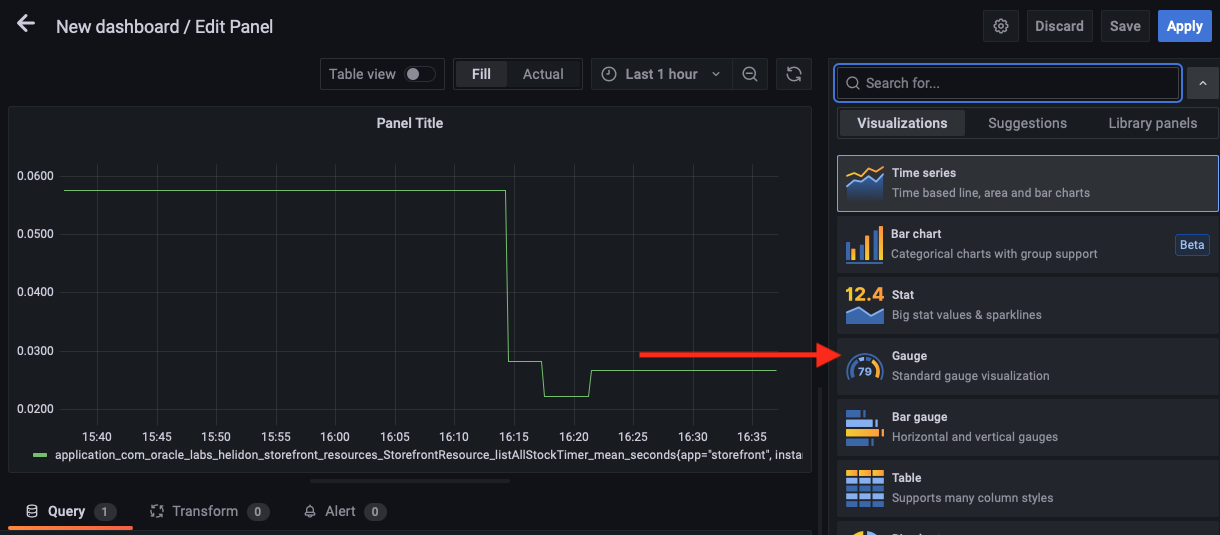 New dashboard / Edit Panel
Discard
Save
Apply
Table view
Fill
Actual
Last 1 hour
Panel Title
0.0600
0.0500
0.0400
0.0300
0.0200
15:40 15:45 15:50 15:55 16:00 16:05 16:10 16:15 16:20 16:25 16:30 16:35
application_com_oracle_labs_helidon_storefront_resources_StorefrontResource_listAllStockTimer_mean_seconds{app="storefront", insta
Query 1
Transform 0
Alert 0
Search for...
Visualizations
Suggestions
Library panels
Time series
Time based line, area and bar charts
Bar chart
Categorical charts with group support
Beta
12.4
Stat
Big stat values & sparklines
79
Gauge
Standard gauge visualization
Bar gauge
Horizontal and vertical gauges
Table
Supports many column styles